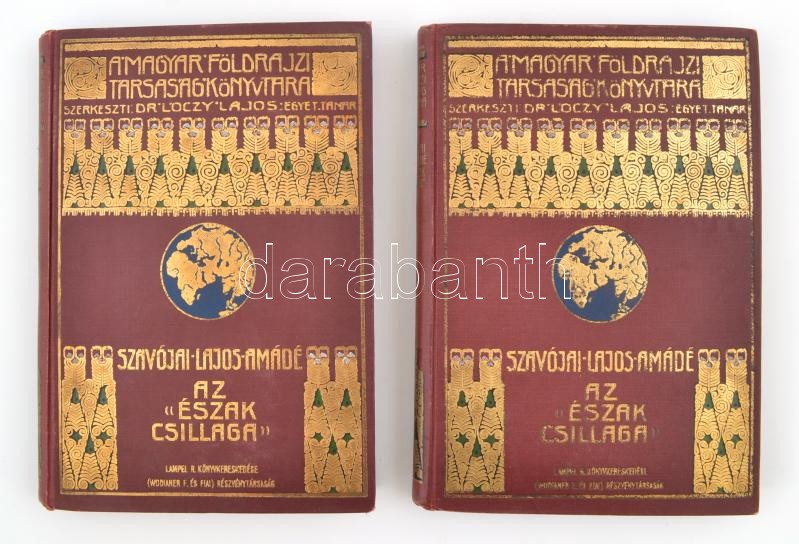 A MAGYAR FÖLDRAJZI
TÁRSASÁG KÖNYVTÁRA
SZERKESZTI: DR LÓCZY LAJOS: EGYET. TANÁR
SZAVÓJAI-LAJOS-AMÁDÉ
AZ
«ÉSZAK
CSILLAGA»
LAMPEL R. KÖNYVKERESKEDÉSE
(WODIANER F. ÉS FIAI) RÉSZVÉNYTÁRSASÁG
A MAGYAR FÖLDRAJZI
TÁRSASÁG KÖNYVTÁRA
SZERKESZTI: DR LÓCZY LAJOS: EGYET. TANÁR
SZAVÓJAI-LAJOS-AMÁDÉ
AZ
«ÉSZAK
CSILLAGA»
LAMPEL R. KÖNYVKERESKEDÉSE
(WODIANER F. ÉS FIAI) RÉSZVÉNYTÁRSASÁG
darabanth